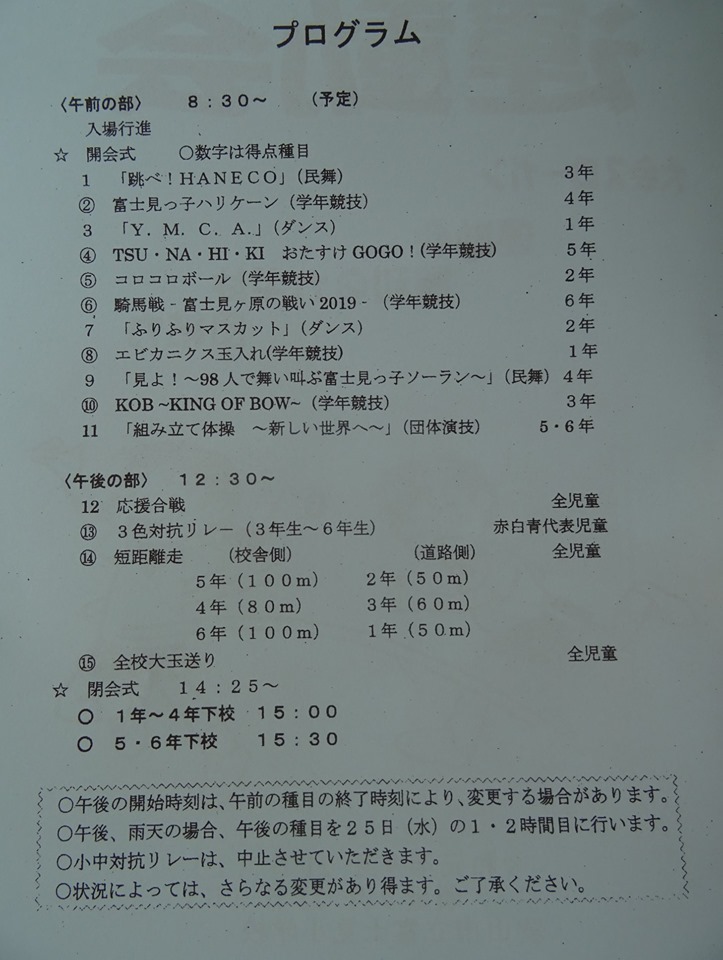 プログラム
〈午前の部〉　８：３０～　（予定）
入場行進
☆　開会式　○数字は得点種目
1　「跳べ！ＨＡＮＥＣＯ」（民舞）　３年
②　富士見っ子ハリケーン（学年競技）　４年
3　「Ｙ．Ｍ．Ｃ．Ａ．」（ダンス）　１年
④　TSU・NA・HI・KI　おたすけ GOGO！(学年競技)　５年
⑤　コロコロボール（学年競技）　２年
⑥　騎馬戦‐富士見ヶ原の戦い 2019‐（学年競技）　６年
7　「ふりふりマスカット」（ダンス）　２年
⑧　エビカニクス玉入れ(学年競技)　１年
9　「見よ！～98 人で舞い叫ぶ富士見っ子ソーラン～」（民舞）　４年
⑩　KOB ~KING OF BOW~（学年競技）　３年
11　「組み立て体操　～新しい世界へ～」（団体演技）　５・６年
〈午後の部〉　１２：３０～
12　応援合戦　全児童
⑬　３色対抗リレー（３年生～６年生）　赤白青代表児童
⑭　短距離走　（校舎側）　（道路側）　全児童
５年（１００ｍ）　２年（５０ｍ）
４年（８０ｍ）　３年（６０ｍ）
６年（１００ｍ）　１年（５０ｍ）
⑮　全校大玉送り　全児童
☆　閉会式　１４：２５～
○　１年～４年下校　１５：００
○　５・６年下校　１５：３０
○午後の開始時刻は、午前の種目の終了時刻により、変更する場合があります。
○午後、雨天の場合、午後の種目を２５日（水）の１・２時間目に行います。
○小中対抗リレーは、中止させていただきます。
○状況によっては、さらなる変更があり得ます。ご了承ください。